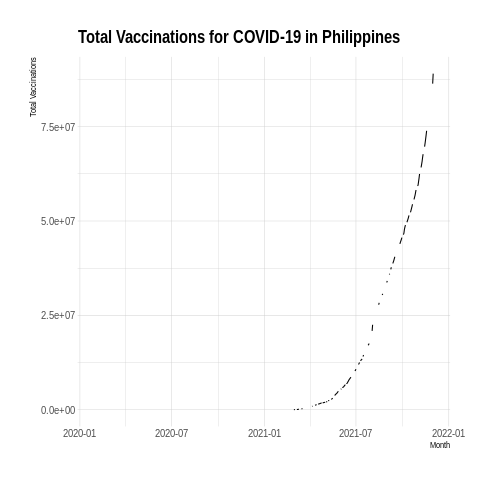 Total Vaccinations for COVID-19 in Philippines
Total Vaccinations
7.5e+07
5.0e+07
2.5e+07
0.0e+00
2020-01 2020-07 2021-01 2021-07 2022-01
Month